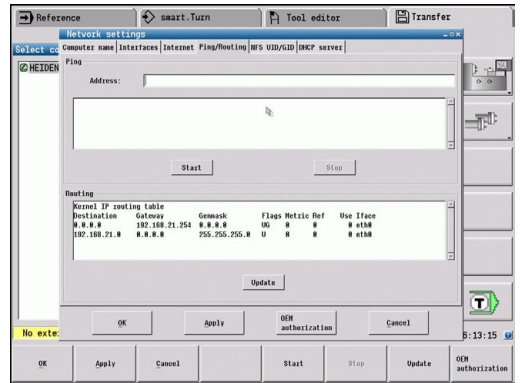 Reference smart.Turn Tool editor Transfer
Network settings
Select co
Computer name Interfaces Internet Ping/Routing NFS UID/GID DHCP server
HEIDEN
Ping
Address:
Start Stop
Routing
Kernel IP routing table
Destination Gateway Genmask Flags Metric Ref Use Iface
0.0.0.0 192.168.21.254 0.0.0.0 UG 0 0 0 eth0
192.168.21.0 0.0.0.0 255.255.255.0 U 0 0 0 eth0
Update
OK Apply OEM authorization Cancel
T
No exte 6:13:15
OK Apply Cancel Start Stop Update OEM authorization